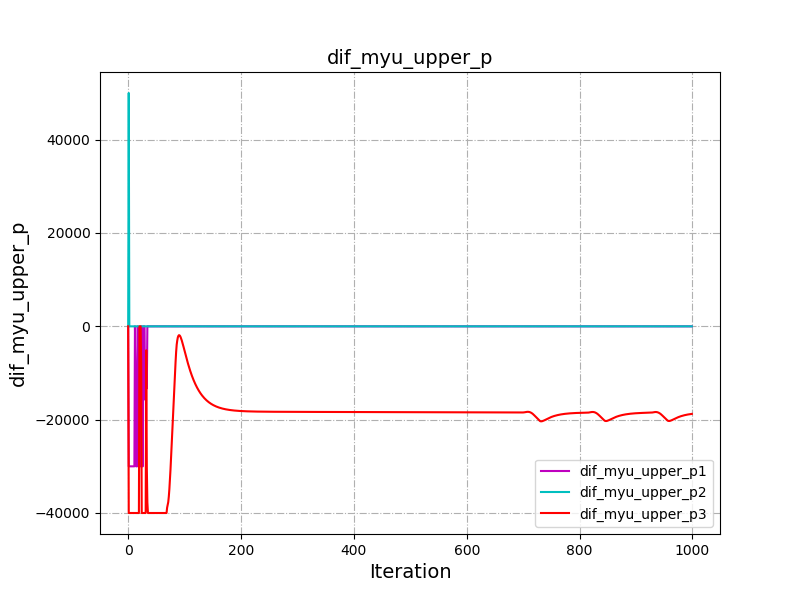 dif_myu_upper_p
dif_myu_upper_p
40000
20000
0
−20000
−40000
0
200
400
600
800
1000
Iteration
dif_myu_upper_p1
dif_myu_upper_p2
dif_myu_upper_p3